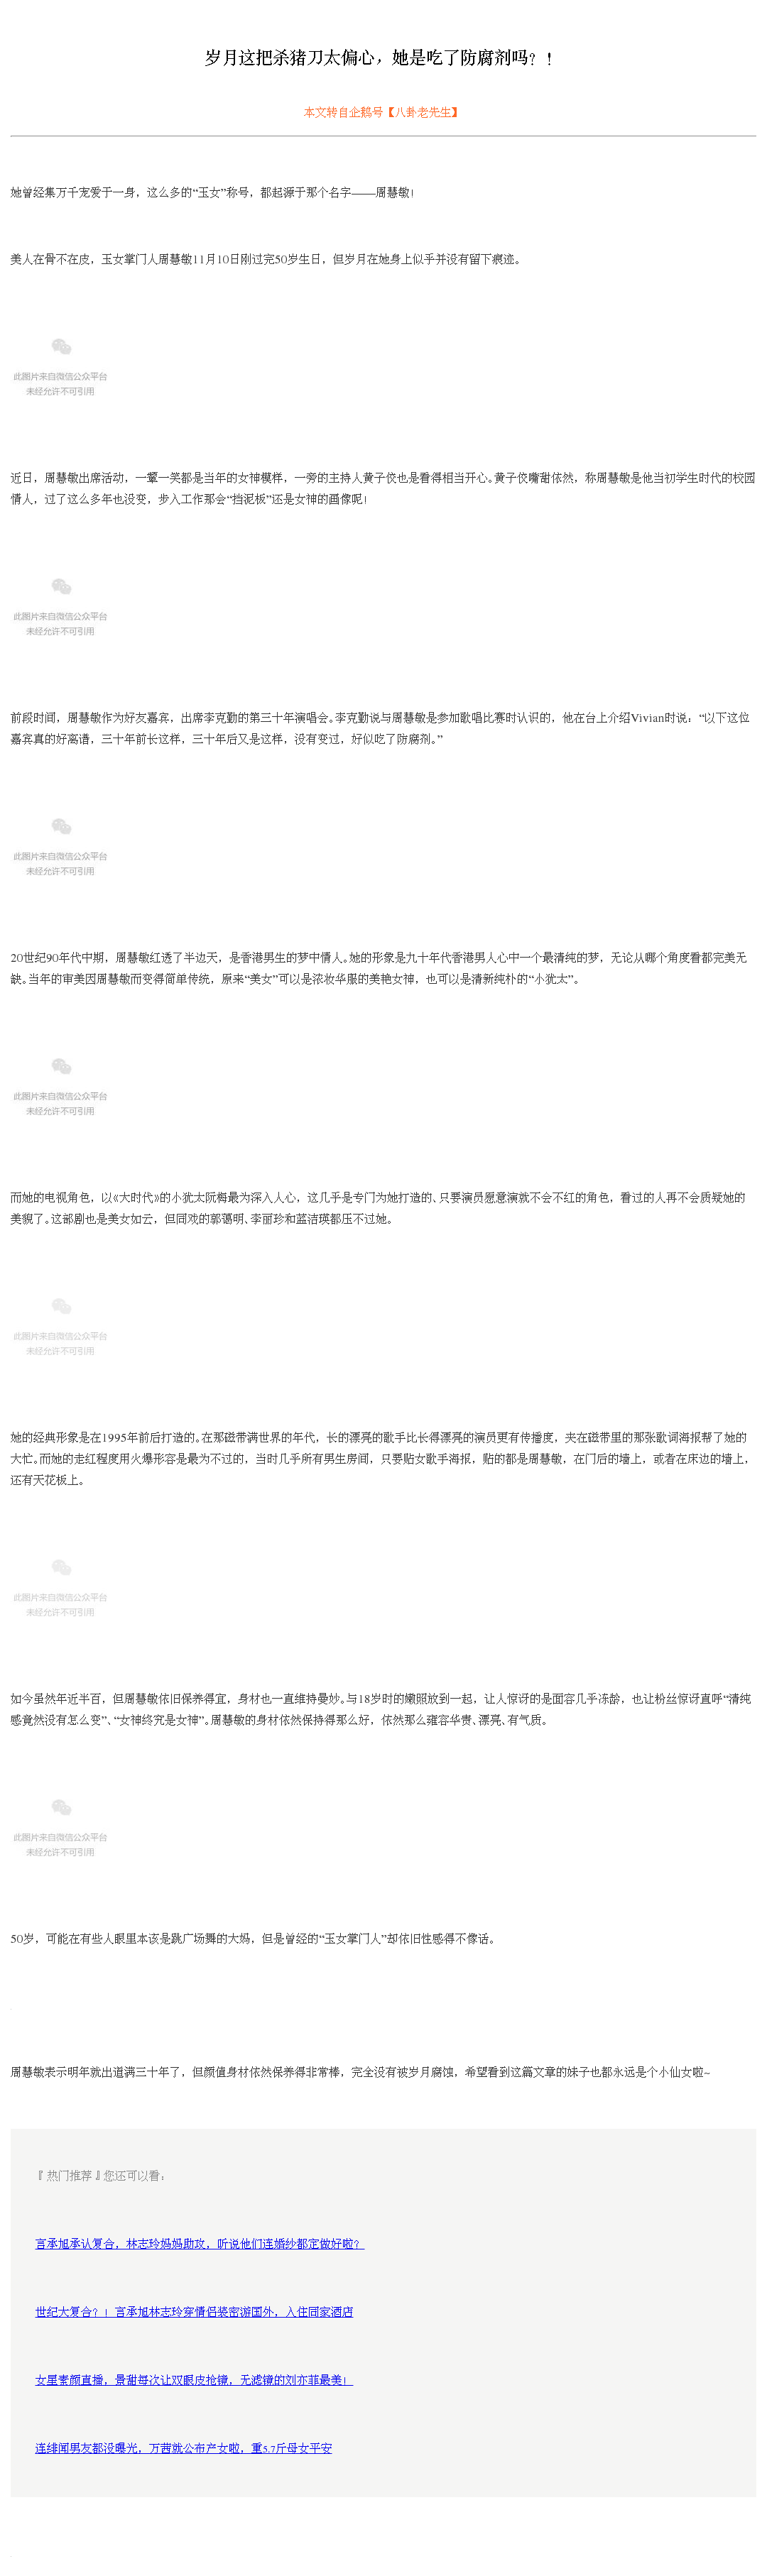 岁月这把杀猪刀太偏心，她是吃了防腐剂吗？！
本文转自企鹅号【八卦老先生】
她曾经集万千宠爱于一身，这么多的“玉女”称号，都起源于那个名字——周慧敏！
美人在骨不在皮，玉女掌门人周慧敏11月10日刚过完50岁生日，但岁月在她身上似乎并没有留下痕迹。
此图片来自微信公众平台
未经允许不可引用
近日，周慧敏出席活动，一颦一笑都是当年的女神模样，一旁的主持人黄子佼也是看得相当开心。黄子佼嘴甜依然，称周慧敏是他当初学生时代的校园
情人，过了这么多年也没变，步入工作那会“挡泥板”还是女神的画像呢！
此图片来自微信公众平台
未经允许不可引用
前段时间，周慧敏作为好友嘉宾，出席李克勤的第三十年演唱会。李克勤说与周慧敏是参加歌唱比赛时认识的，他在台上介绍Vivian时说：“以下这位
嘉宾真的好离谱，三十年前长这样，三十年后又是这样，没有变过，好似吃了防腐剂。”
此图片来自微信公众平台
未经允许不可引用
20世纪90年代中期，周慧敏红透了半边天，是香港男生的梦中情人。她的形象是九十年代香港男人心中一个最清纯的梦，无论从哪个角度看都完美无
缺。当年的审美因周慧敏而变得简单传统，原来“美女”可以是浓妆华服的美艳女神，也可以是清新纯朴的“小犹太”。
此图片来自微信公众平台
未经允许不可引用
而她的电视角色，以《大时代》的小犹太阮梅最为深入人心，这几乎是专门为她打造的、只要演员愿意演就不会不红的角色，看过的人再不会质疑她的
美貌了。这部剧也是美女如云，但同戏的郭蔼明、李丽珍和蓝洁瑛都压不过她。
此图片来自微信公众平台
未经允许不可引用
她的经典形象是在1995年前后打造的。在那磁带满世界的年代，长的漂亮的歌手比长得漂亮的演员更有传播度，夹在磁带里的那张歌词海报帮了她的
大忙。而她的走红程度用火爆形容是最为不过的，当时几乎所有男生房间，只要贴女歌手海报，贴的都是周慧敏，在门后的墙上，或者在床边的墙上，
还有天花板上。
此图片来自微信公众平台
未经允许不可引用
如今虽然年近半百，但周慧敏依旧保养得宜，身材也一直维持曼妙。与18岁时的嫩照放到一起，让人惊讶的是面容几乎冻龄，也让粉丝惊讶直呼“清纯
感竟然没有怎么变”、“女神终究是女神”。周慧敏的身材依然保持得那么好，依然那么雍容华贵、漂亮、有气质。
此图片来自微信公众平台
未经允许不可引用
50岁，可能在有些人眼里本该是跳广场舞的大妈，但是曾经的“玉女掌门人”却依旧性感得不像话。
周慧敏表示明年就出道满三十年了，但颜值身材依然保养得非常棒，完全没有被岁月腐蚀，希望看到这篇文章的妹子也都永远是个小仙女啦~
『 热门推荐 』您还可以看：
言承旭承认复合，林志玲妈妈助攻，听说他们连婚纱都定做好啦？
世纪大复合？！言承旭林志玲穿情侣装密游国外，入住同家酒店
女星素颜直播，景甜每次让双眼皮抢镜，无滤镜的刘亦菲最美！
连绯闻男友都没曝光，万茜就公布产女啦，重5.7斤母女平安